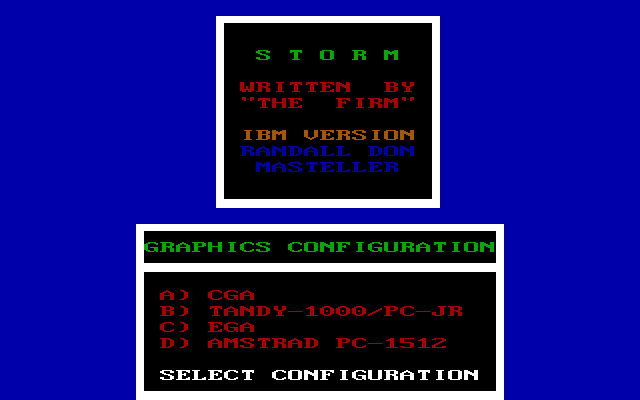 S T O R M
WRITTEN BY
"THE FIRM"
IBM VERSION
RANDALL DON
MASTELLER
GRAPHICS CONFIGURATION
A) CGA
B) TANDY-1000/PC-JR
C) EGA
D) AMSTRAD PC-1512
SELECT CONFIGURATION